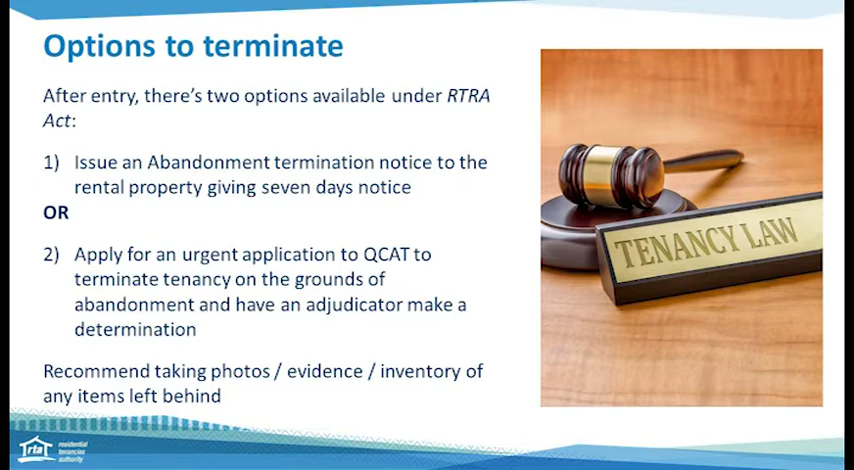 Options to terminate
After entry, there's two options available under RTRA
Act:
1) Issue an Abandonment termination notice to the
rental property giving seven days notice
OR
2) Apply for an urgent application to QCAT to
terminate tenancy on the grounds of
abandonment and have an adjudicator make a
determination
Recommend taking photos / evidence / inventory of
any items left behind
TENANCY LAW
rta
residential
tenancies
authority